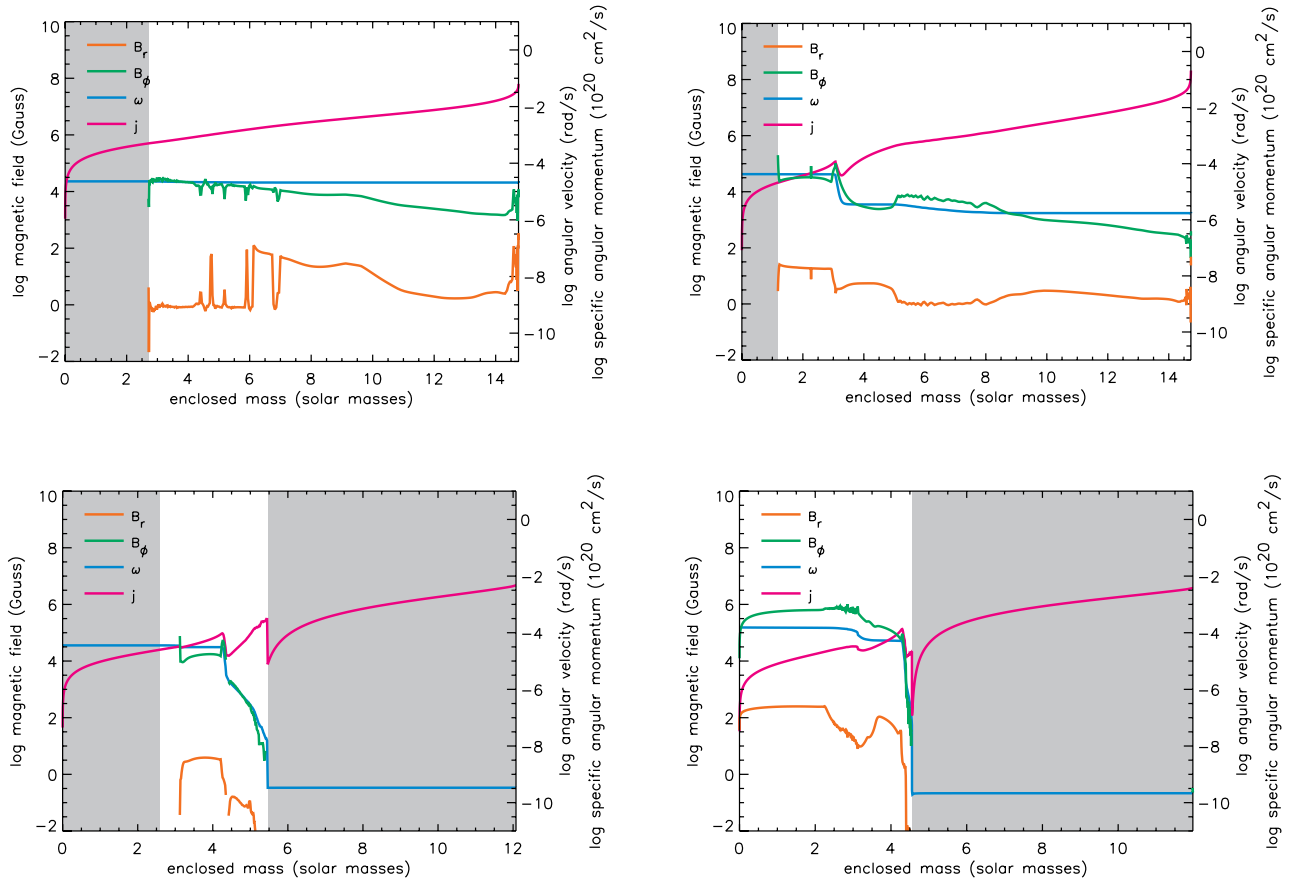 10
8
6
4
2
0
−2
0
−2
−4
−6
−8
−10
B_r
B_ϕ
ω
j
log magnetic field (Gauss)
log angular velocity (rad/s)
log specific angular momentum (10^20 cm^2/s)
0 2 4 6 8 10 12 14
enclosed mass (solar masses)
10
8
6
4
2
0
−2
0
−2
−4
−6
−8
−10
B_r
B_ϕ
ω
j
log magnetic field (Gauss)
log angular velocity (rad/s)
log specific angular momentum (10^20 cm^2/s)
0 2 4 6 8 10 12 14
enclosed mass (solar masses)
10
8
6
4
2
0
−2
0
−2
−4
−6
−8
−10
B_r
B_ϕ
ω
j
log magnetic field (Gauss)
log angular velocity (rad/s)
log specific angular momentum (10^20 cm^2/s)
0 2 4 6 8 10 12
enclosed mass (solar masses)
10
8
6
4
2
0
−2
0
−2
−4
−6
−8
−10
B_r
B_ϕ
ω
j
log magnetic field (Gauss)
log angular velocity (rad/s)
log specific angular momentum (10^20 cm^2/s)
0 2 4 6 8 10
enclosed mass (solar masses)